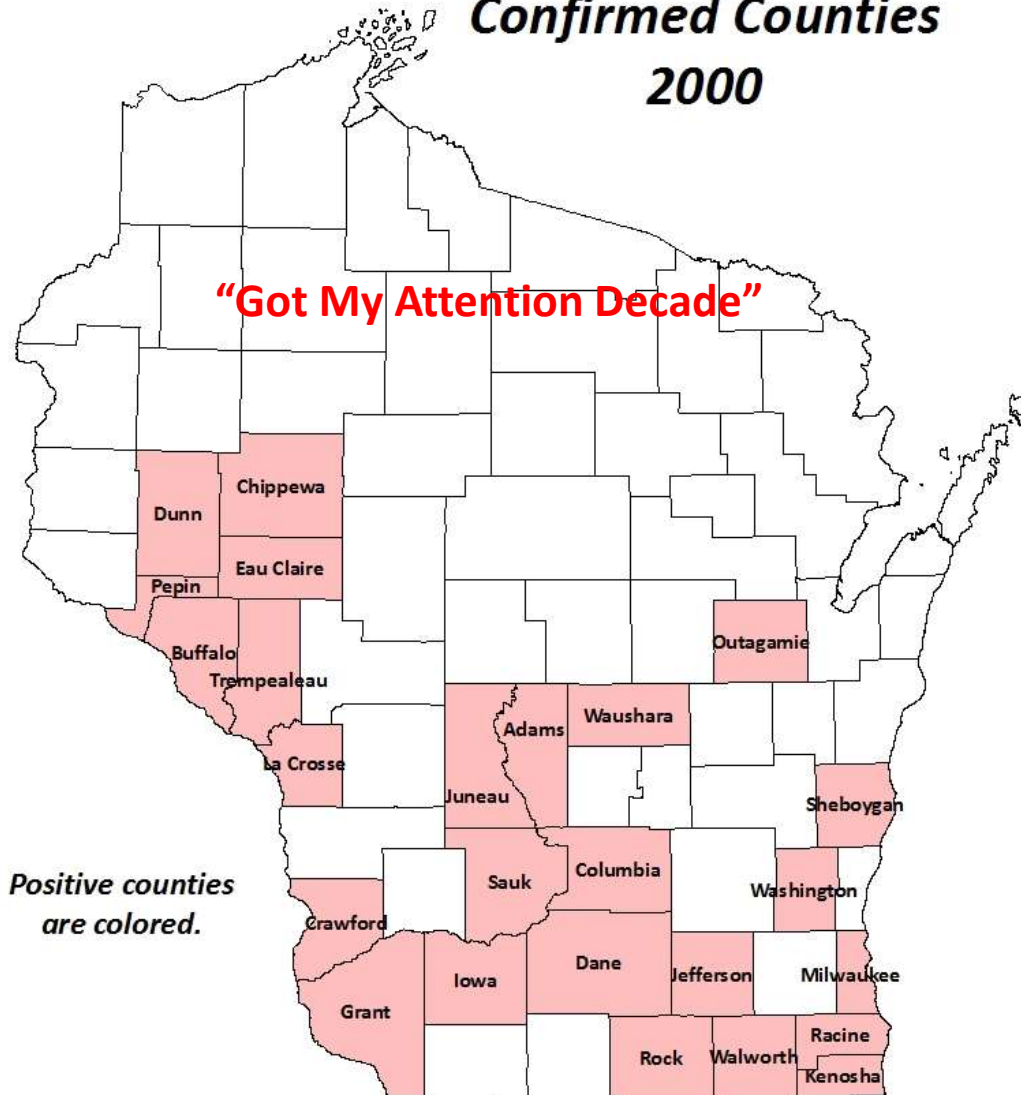 Confirmed Counties
2000
“Got My Attention Decade”
Chippewa
Dunn
Eau Claire
Pepin
Buffalo
Trempealeau
Outagamie
Waushara
Adams
La Crosse
Juneau
Sheboygan
Columbia
Sauk
Washington
Positive counties
are colored.
Crawford
Dane
Jefferson
Milwaukee
Iowa
Grant
Racine
Rock
Walworth
Kenosha